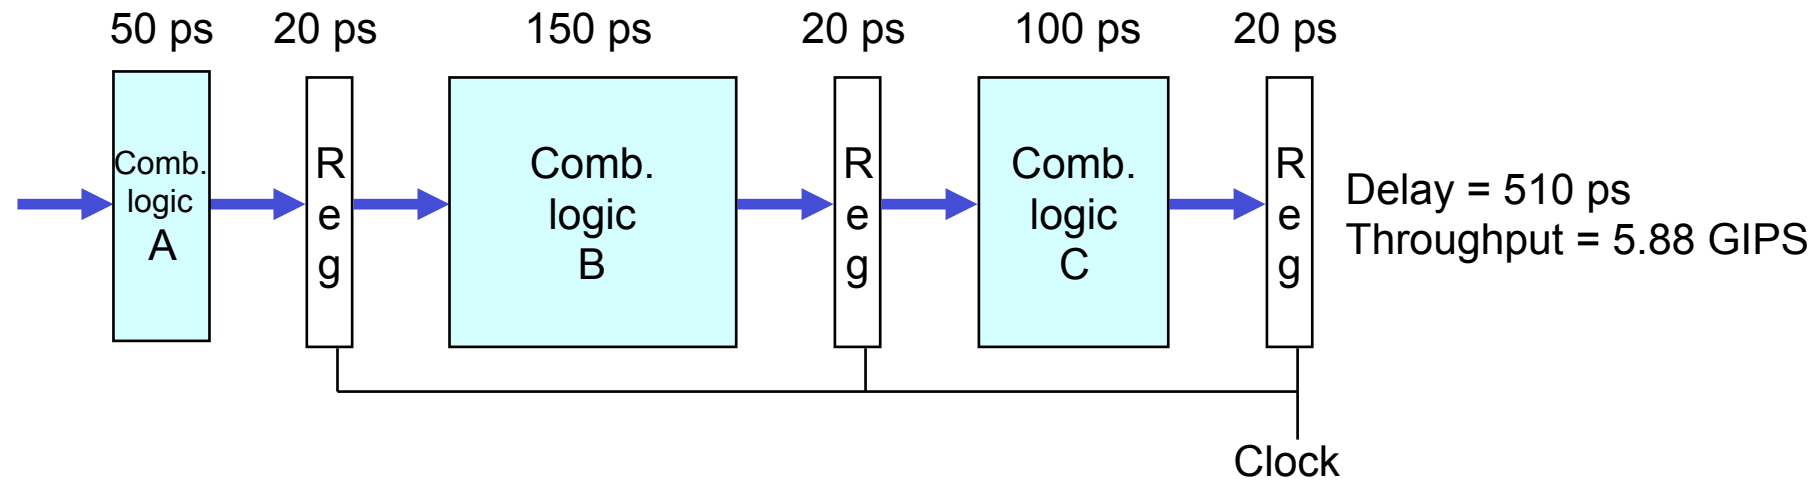 50 ps 20 ps 150 ps 20 ps 100 ps 20 ps
Comb.
logic
A
R
e
g
Comb.
logic
B
R
e
g
Comb.
logic
C
R
e
g
Delay = 510 ps
Throughput = 5.88 GIPS
Clock